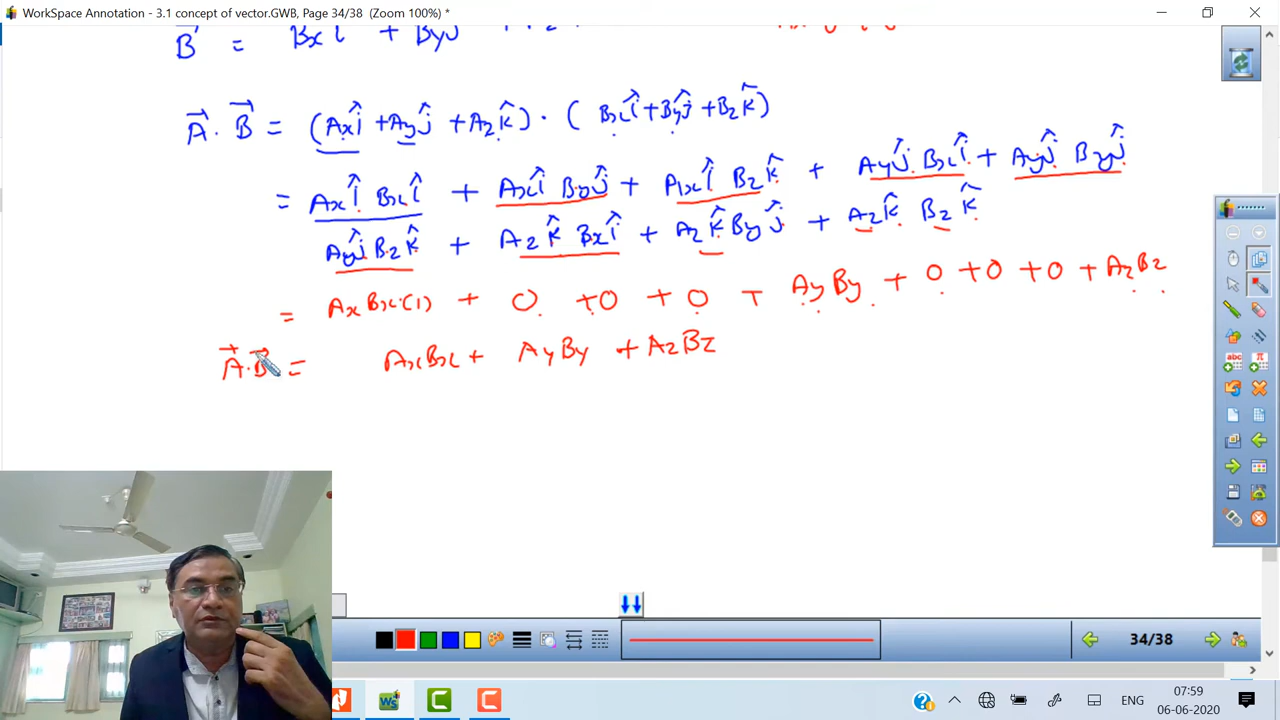 WorkSpace Annotation - 3.1 concept of vector.GWB, Page 34/38 (Zoom 100%) *
B⃗ = Bxî + Byĵ
A⃗ . B⃗ = (Axî + Ayĵ + Azk̂) . (Bxî + Byĵ + Bzk̂)
= Axî Bxî + Axî Byĵ + Axî Bzk̂ + Ayĵ Bxî + Ayĵ Byĵ
Ayĵ Bzk̂ + Azk̂ Bxî + Azk̂ Byĵ + Azk̂ Bzk̂
= AxBx.(1) + 0 + 0 + 0 + AyBy + 0 + 0 + 0 + AzBz
A⃗.B⃗ = AxBx + AyBy + AzBz
34/38
ENG
07:59
06-06-2020